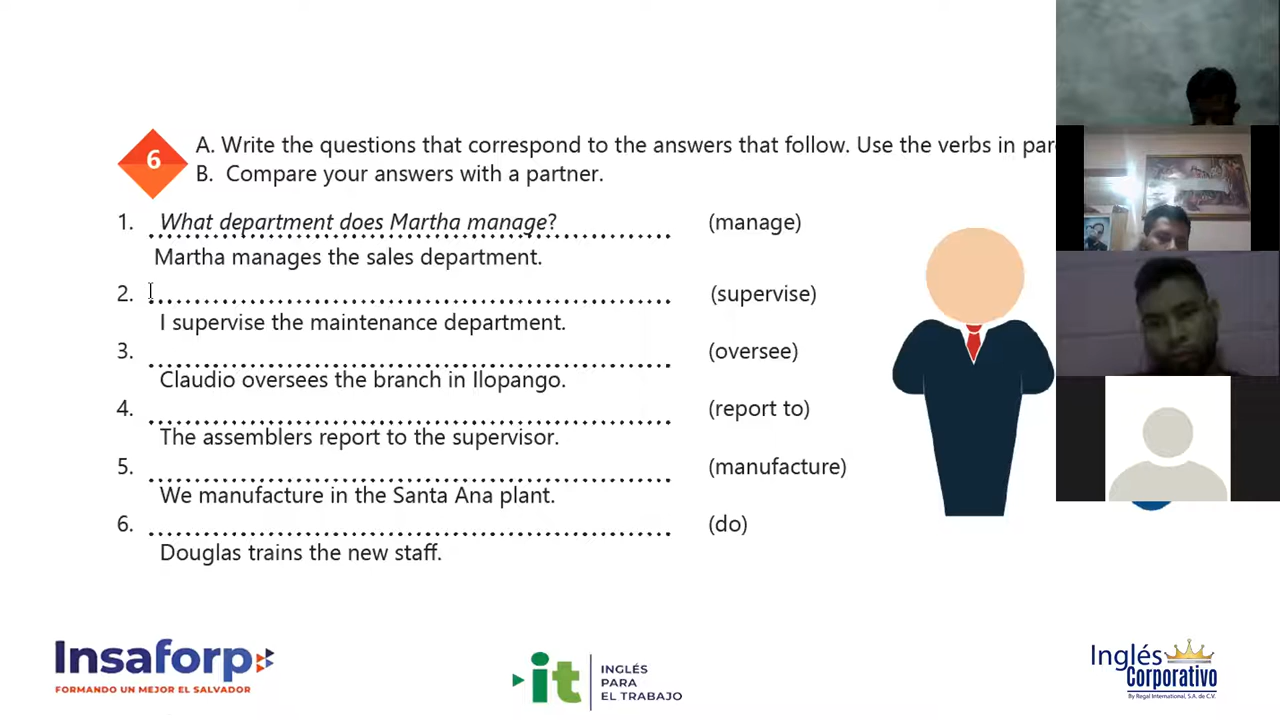 6
A. Write the questions that correspond to the answers that follow. Use the verbs in par
B. Compare your answers with a partner.
1. What department does Martha manage? (manage)
Martha manages the sales department.
2. (supervise)
I supervise the maintenance department.
3. (oversee)
Claudio oversees the branch in Ilopango.
4. (report to)
The assemblers report to the supervisor.
5. (manufacture)
We manufacture in the Santa Ana plant.
6. (do)
Douglas trains the new staff.
Insaforp
FORMANDO UN MEJOR EL SALVADOR
it
INGLÉS
PARA
EL TRABAJO
Inglés
Corporativo
By Regal International, S.A. de C.V.